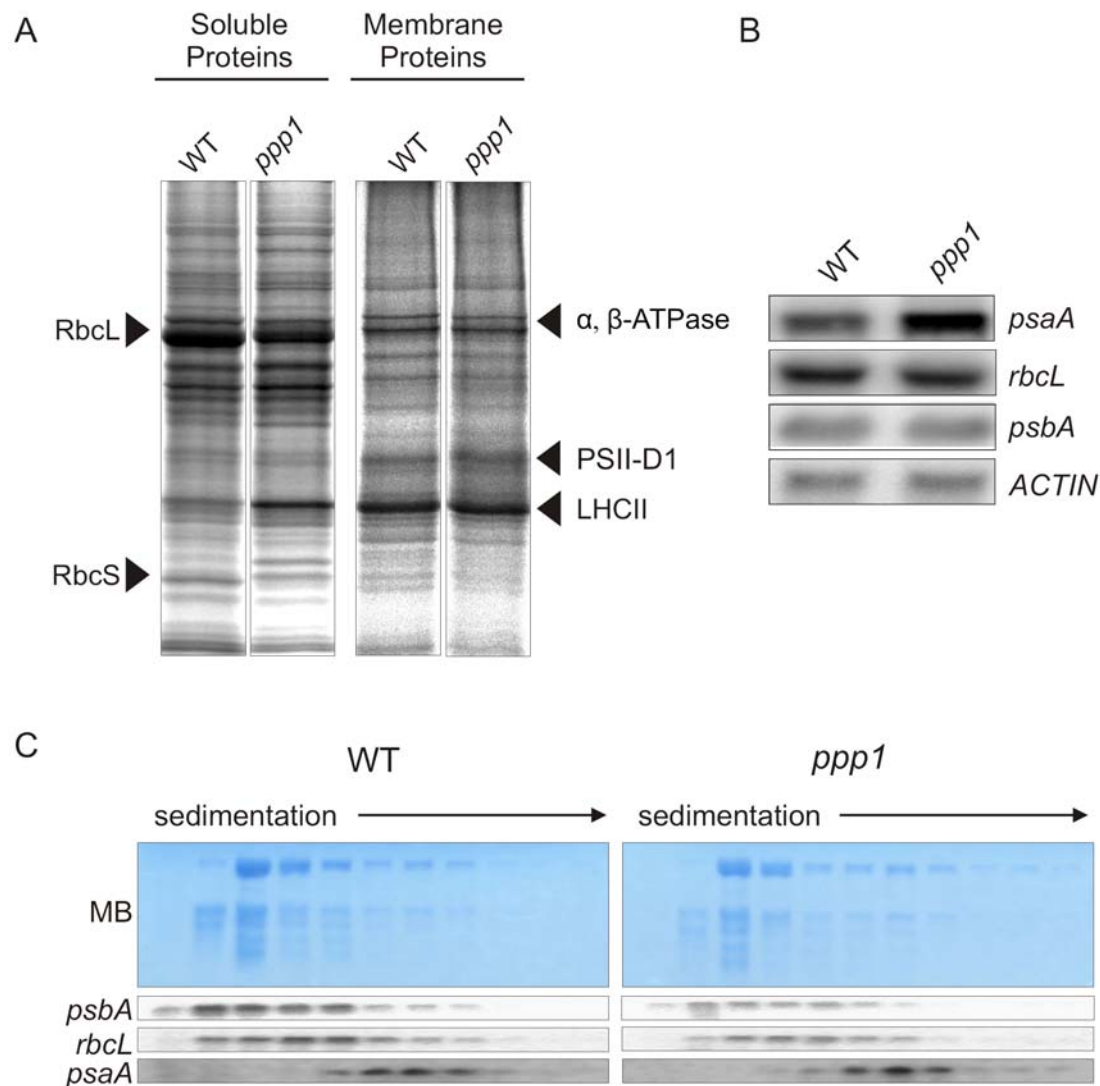 A
Soluble
Proteins
Membrane
Proteins
WT
ppp1
WT
ppp1
RbcL
α, β-ATPase
PSII-D1
LHCII
RbcS
B
WT
ppp1
psaA
rbcL
psbA
ACTIN
C
WT
ppp1
sedimentation
sedimentation
MB
psbA
rbcL
psaA